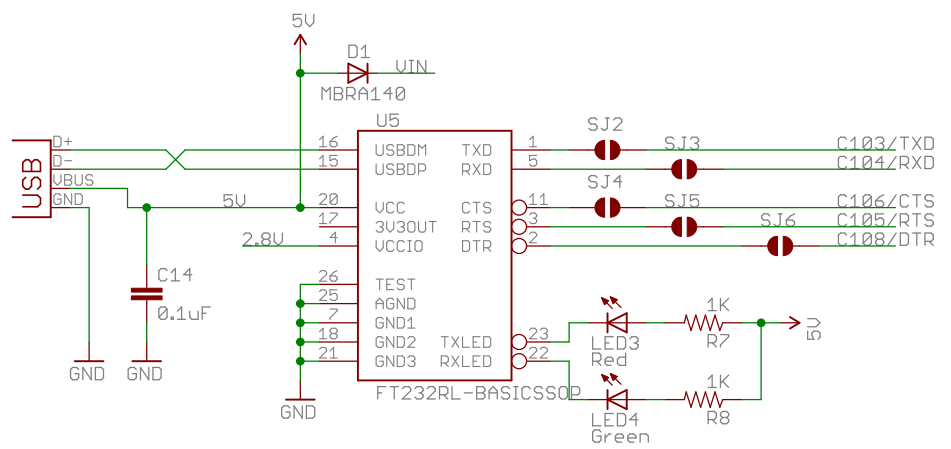 5V
D1
VIN
MBRA140
U5
SJ2
SJ3
SJ4
SJ5
SJ6
USB
D+
D-
VBUS
GND
16 USBDM TXD 1 C103/TXD
15 USBDP RXD 5 C104/RXD
5V 20 VCC CTS 11 C106/CTS
17 3V3OUT RTS 3 C105/RTS
2.8V 4 VCCIO DTR 2 C108/DTR
C14
0.1uF
26 TEST
25 AGND
7 GND1
18 GND2 TXLED 23
21 GND3 RXLED 22
1K
R7
LED3
Red
5V
GND
GND
GND
FT232RL-BASICSSOP
1K
R8
LED4
Green